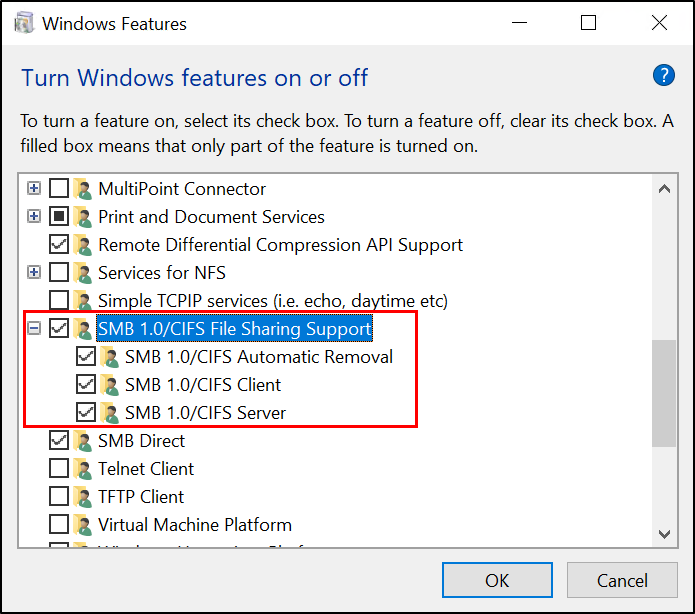 Windows Features
Turn Windows features on or off
?
To turn a feature on, select its check box. To turn a feature off, clear its check box. A
filled box means that only part of the feature is turned on.
MultiPoint Connector
Print and Document Services
Remote Differential Compression API Support
Services for NFS
Simple TCPIP services (i.e. echo, daytime etc)
SMB 1.0/CIFS File Sharing Support
SMB 1.0/CIFS Automatic Removal
SMB 1.0/CIFS Client
SMB 1.0/CIFS Server
SMB Direct
Telnet Client
TFTP Client
Virtual Machine Platform
OK
Cancel